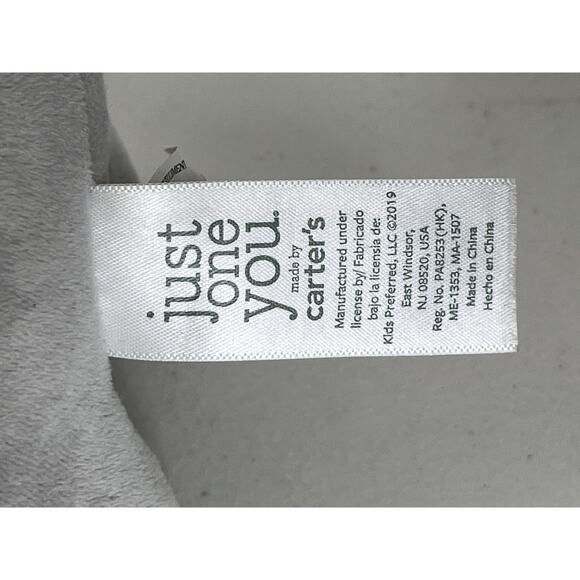 just
one
you.
made by
carter's
Manufactured under
license by/ Fabricado
bajo la licensia de:
Kids Preferred, LLC ©2019
East Windsor,
NJ 08520, USA
Reg. No. PA8253(HK),
ME-1353, MA-1507
Made in China
Hecho en China